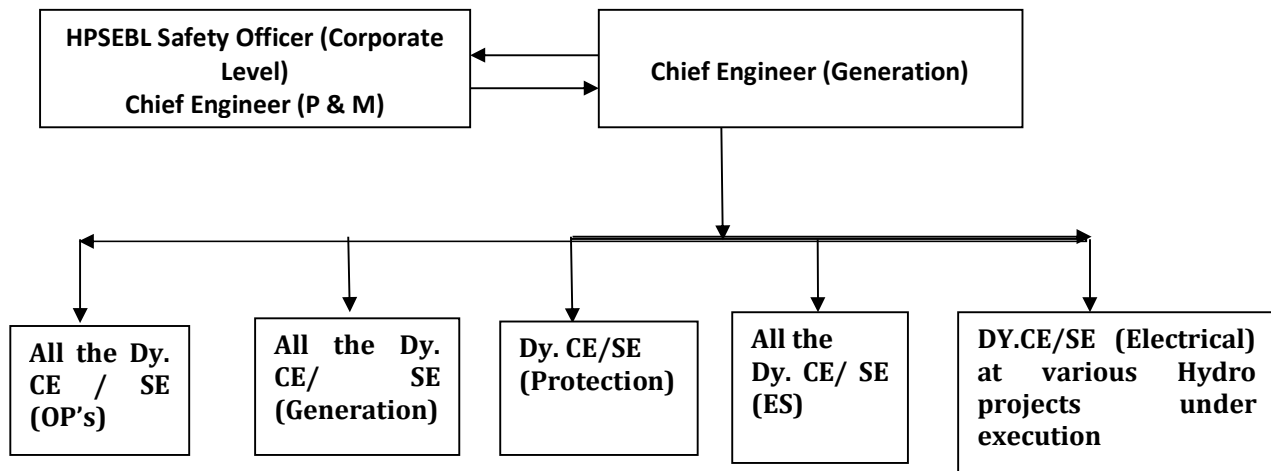 HPSEBL Safety Officer (Corporate
Level)
Chief Engineer (P & M)
Chief Engineer (Generation)
All the Dy.
CE / SE
(OP's)
All the Dy.
CE/ SE
(Generation)
Dy. CE/SE
(Protection)
All the
Dy. CE/ SE
(ES)
DY.CE/SE (Electrical)
at various Hydro
projects under
execution